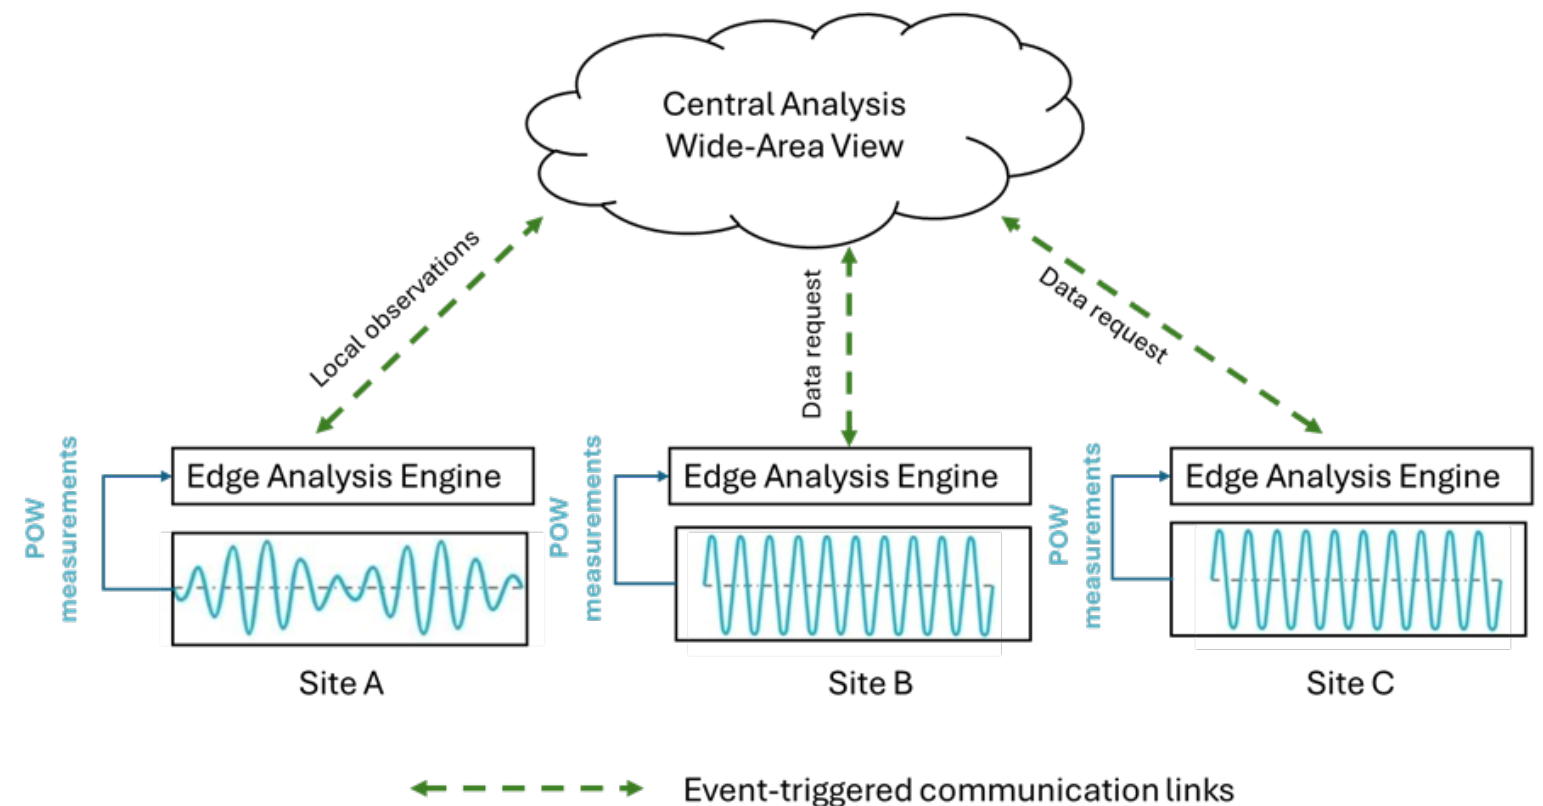 Central Analysis
Wide-Area View
Local observations
Data request
Data request
POW
measurements
Edge Analysis Engine
POW
measurements
Edge Analysis Engine
POW
measurements
Edge Analysis Engine
Site A
Site B
Site C
Event-triggered communication links